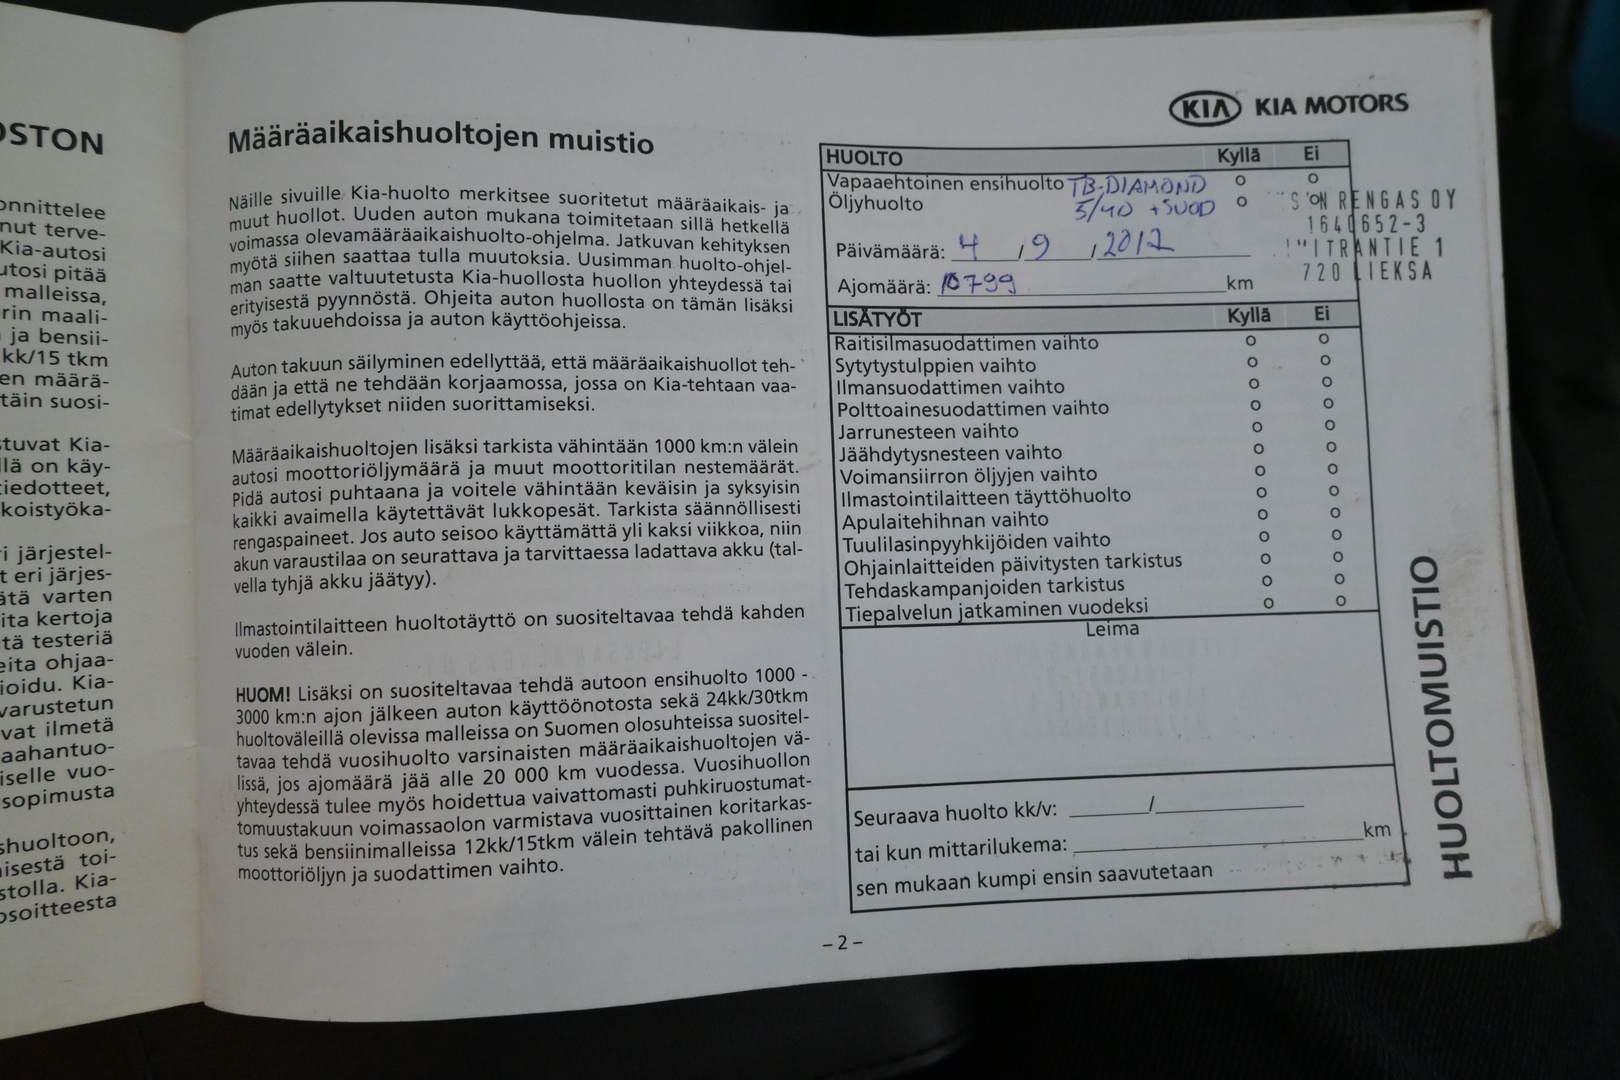 OSTON
onnittelee
nut terve-
Kia-autosi
utosi pitää
malleissa,
rin maali-
ja bensii-
kk/15 tkm
en määrä-
täin suosi-
stuvat Kia-
llä on käy-
tiedotteet,
koistyöka-
ri järjestel-
t eri järjes-
ätä varten
ita kertoja
tä testeriä
eita ohjaa-
ioidu. Kia-
varustetun
vat ilmetä
aahantuo-
iselle vuo-
sopimusta
shuoltoon,
misestä toi-
stolla. Kia-
osoitteesta
Määräaikaishuoltojen muistio
Näille sivuille Kia-huolto merkitsee suoritetut määräaikais- ja
muut huollot. Uuden auton mukana toimitetaan sillä hetkellä
voimassa olevamääräaikaishuolto-ohjelma. Jatkuvan kehityksen
myötä siihen saattaa tulla muutoksia. Uusimman huolto-ohjel-
man saatte valtuutetusta Kia-huollosta huollon yhteydessä tai
erityisestä pyynnöstä. Ohjeita auton huollosta on tämän lisäksi
myös takuuehdoissa ja auton käyttöohjeissa.
Auton takuun säilyminen edellyttää, että määräaikaishuollot teh-
dään ja että ne tehdään korjaamossa, jossa on Kia-tehtaan vaa-
timat edellytykset niiden suorittamiseksi.
Määräaikaishuoltojen lisäksi tarkista vähintään 1000 km:n välein
autosi moottoriöljymäärä ja muut moottoritilan nestemäärät.
Pidä autosi puhtaana ja voitele vähintään keväisin ja syksyisin
kaikki avaimella käytettävät lukkopesät. Tarkista säännöllisesti
rengaspaineet. Jos auto seisoo käyttämättä yli kaksi viikkoa, niin
akun varaustilaa on seurattava ja tarvittaessa ladattava akku (tal-
vella tyhjä akku jäätyy).
Ilmastointilaitteen huoltotäyttö on suositeltavaa tehdä kahden
vuoden välein.
HUOM! Lisäksi on suositeltavaa tehdä autoon ensihuolto 1000 -
3000 km:n ajon jälkeen auton käyttöönotosta sekä 24kk/30tkm
huoltoväleillä olevissa malleissa on Suomen olosuhteissa suositel-
tavaa tehdä vuosihuolto varsinaisten määräaikaishuoltojen vä-
lissä, jos ajomäärä jää alle 20 000 km vuodessa. Vuosihuollon
yhteydessä tulee myös hoidettua vaivattomasti puhkiruostumat-
tomuustakuun voimassaolon varmistava vuosittainen koritarkas-
tus sekä bensiinimalleissa 12kk/15tkm välein tehtävä pakollinen
moottoriöljyn ja suodattimen vaihto.
KIA KIA MOTORS
HUOLTO Kyllä Ei
Vapaaehtoinen ensihuolto TB-DIAMOND
Öljyhuolto 5/40 +SUOD
RENGAS OY
1640652-3
ITRANTIE 1
720 LIEKSA
Päivämäärä: 4 / 9 / 2012
Ajomäärä: 10799 km
LISÄTYÖT Kyllä Ei
Raitisilmasuodattimen vaihto
Sytytystulppien vaihto
Ilmansuodattimen vaihto
Polttoainesuodattimen vaihto
Jarrunesteen vaihto
Jäähdytysnesteen vaihto
Voimansiirron öljyjen vaihto
Ilmastointilaitteen täyttöhuolto
Apulaitehihnan vaihto
Tuulilasinpyyhkijöiden vaihto
Ohjainlaitteiden päivitysten tarkistus
Tehdaskampanjoiden tarkistus
Tiepalvelun jatkaminen vuodeksi
Leima
Seuraava huolto kk/v: /
tai kun mittarilukema: km
sen mukaan kumpi ensin saavutetaan
HUOLTOMUISTIO
– 2 –